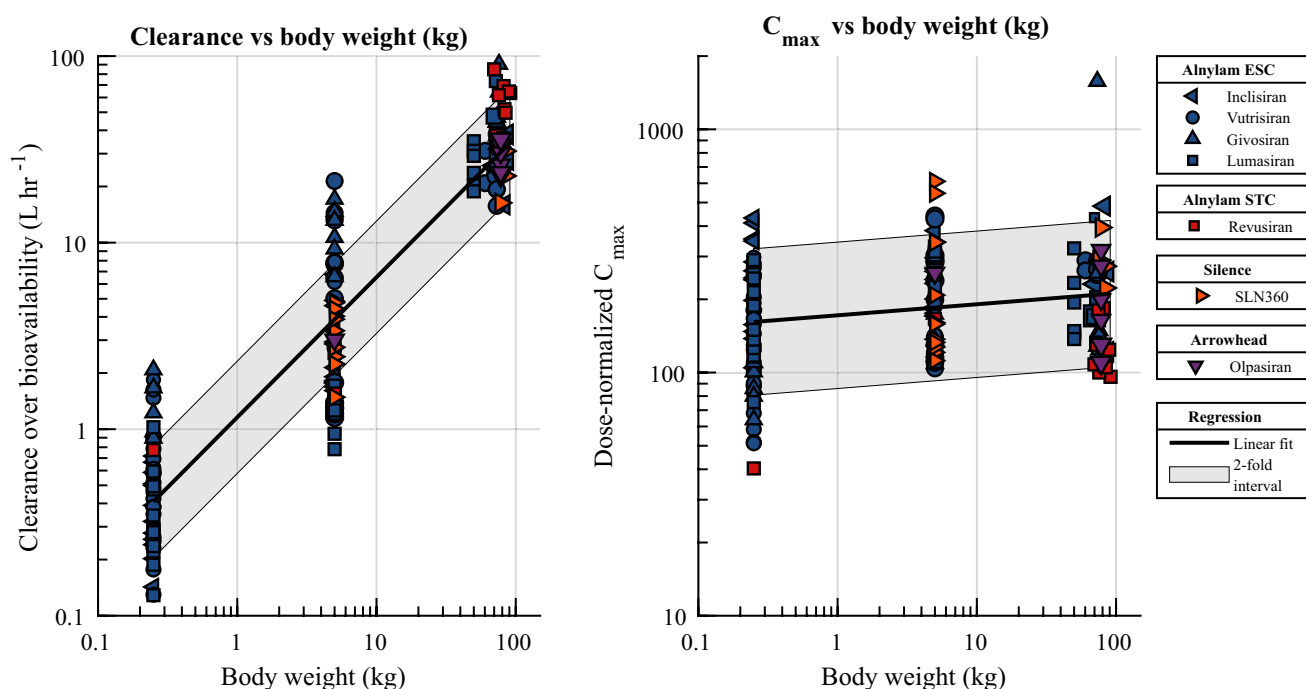 Clearance vs body weight (kg)
Clearance over bioavailability (L hr⁻¹)
100
10
1
0.1
0.1
1
10
100
Body weight (kg)
Cmax vs body weight (kg)
Dose-normalized Cmax
1000
100
10
0.1
1
10
100
Body weight (kg)
Alnylam ESC
Inclisiran
Vutrisiran
Givosiran
Lumasiran
Alnylam STC
Revusiran
Silence
SLN360
Arrowhead
Olpasiran
Regression
Linear fit
2-fold
interval